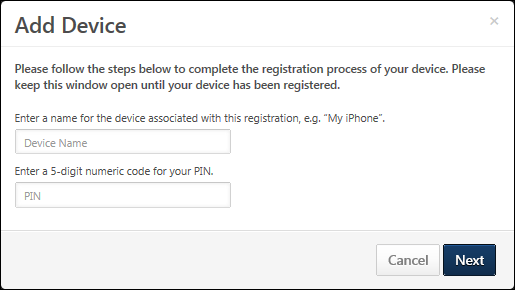 Add Device
×
Please follow the steps below to complete the registration process of your device. Please
keep this window open until your device has been registered.
Enter a name for the device associated with this registration, e.g. “My iPhone”.
Device Name
Enter a 5-digit numeric code for your PIN.
PIN
Cancel
Next